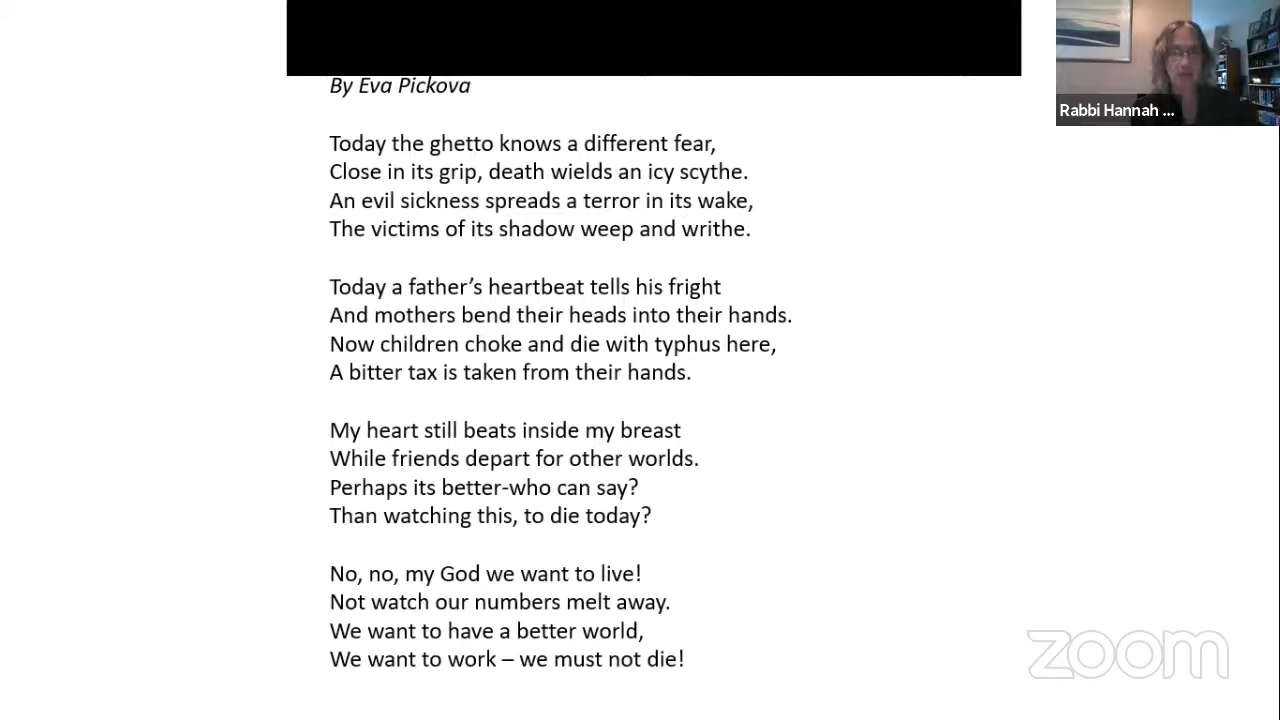 By Eva Pickova
Today the ghetto knows a different fear,
Close in its grip, death wields an icy scythe.
An evil sickness spreads a terror in its wake,
The victims of its shadow weep and writhe.
Today a father’s heartbeat tells his fright
And mothers bend their heads into their hands.
Now children choke and die with typhus here,
A bitter tax is taken from their hands.
My heart still beats inside my breast
While friends depart for other worlds.
Perhaps its better-who can say?
Than watching this, to die today?
No, no, my God we want to live!
Not watch our numbers melt away.
We want to have a better world,
We want to work – we must not die!
Rabbi Hannah ...
zoom